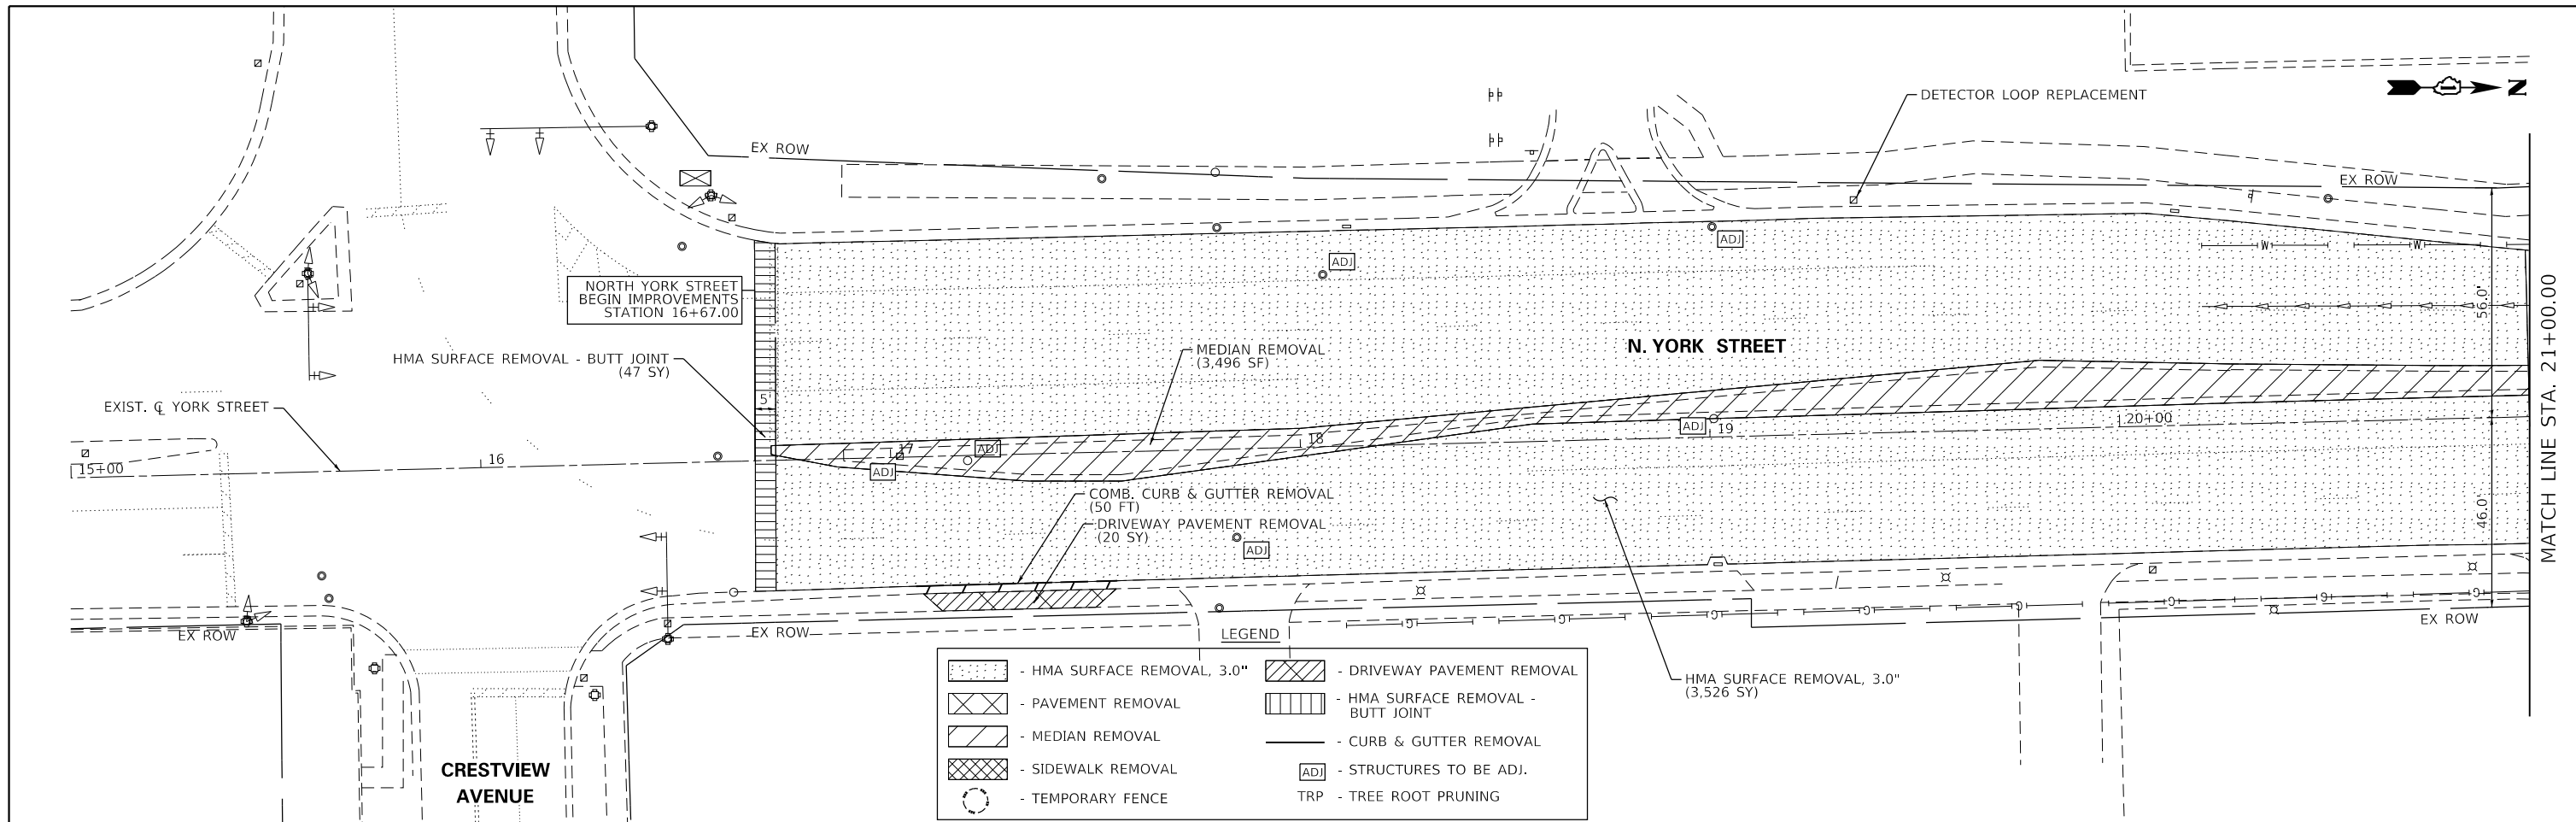 DETECTOR LOOP REPLACEMENT
N
EX ROW
EX ROW
ADJ
ADJ
W
W
NORTH YORK STREET
BEGIN IMPROVEMENTS
STATION 16+67.00
56.0'
MATCH LINE STA. 21+00.00
N. YORK STREET
MEDIAN REMOVAL
(3,496 SF)
HMA SURFACE REMOVAL - BUTT JOINT
(47 SY)
5'
EXIST. ℄ YORK STREET
15+00
16
17
18
19
20+00
ADJ
ADJ
ADJ
COMB. CURB & GUTTER REMOVAL
(50 FT)
DRIVEWAY PAVEMENT REMOVAL
(20 SY)
ADJ
46.0'
G
G
G
G
G
G
G
G
EX ROW
EX ROW
EX ROW
HMA SURFACE REMOVAL, 3.0"
(3,526 SY)
LEGEND
- HMA SURFACE REMOVAL, 3.0"
- PAVEMENT REMOVAL
- MEDIAN REMOVAL
- SIDEWALK REMOVAL
- TEMPORARY FENCE
- DRIVEWAY PAVEMENT REMOVAL
- HMA SURFACE REMOVAL -
BUTT JOINT
- CURB & GUTTER REMOVAL
ADJ - STRUCTURES TO BE ADJ.
TRP - TREE ROOT PRUNING
CRESTVIEW
AVENUE